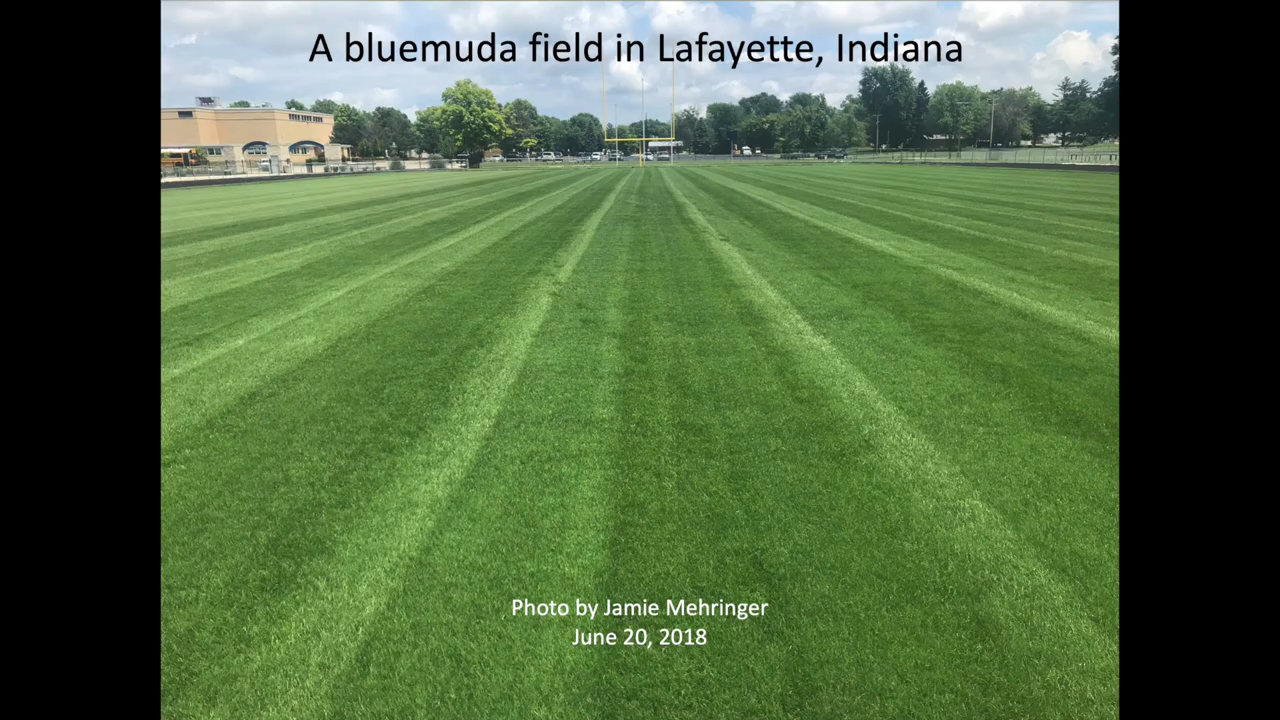 A bluemuda field in Lafayette, Indiana
Photo by Jamie Mehringer
June 20, 2018